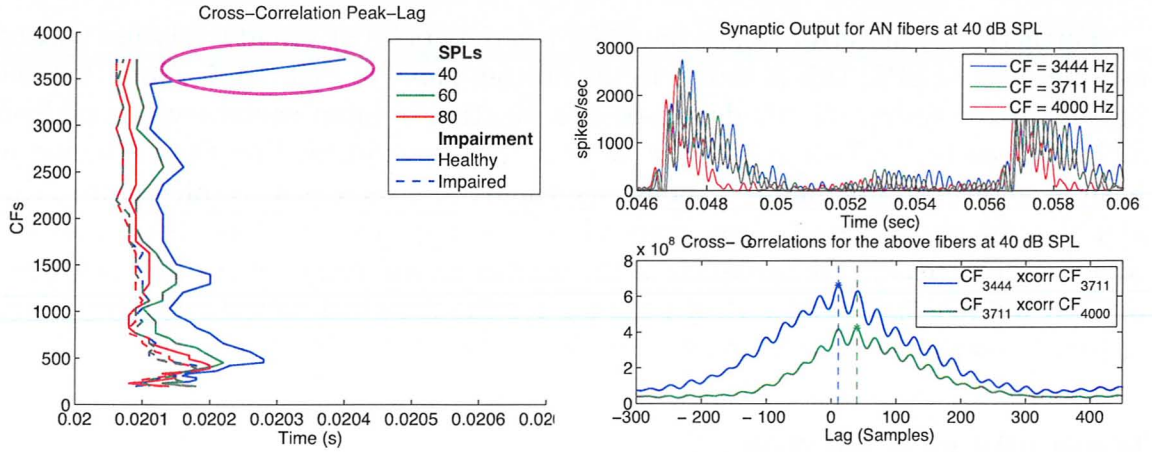 Cross-Correlation Peak-Lag
4000
3500
3000
2500
2000
1500
1000
500
0
CFs
0.02 0.0201 0.0202 0.0203 0.0204 0.0205 0.0206 0.02
Time (s)
SPLs
40
60
80
Impairment
Healthy
Impaired
Synaptic Output for AN fibers at 40 dB SPL
3000
2000
1000
0
spikes/sec
CF = 3444 Hz
CF = 3711 Hz
CF = 4000 Hz
0.046 0.048 0.05 0.052 0.054 0.056 0.058 0.06
Time (sec)
x 10⁸ Cross- Correlations for the above fibers at 40 dB SPL
8
6
4
2
0
CF₃₄₄₄ xcorr CF₃₇₁₁
CF₃₇₁₁ xcorr CF₄₀₀₀
−300 −200 −100 0 100 200 300 400
Lag (Samples)